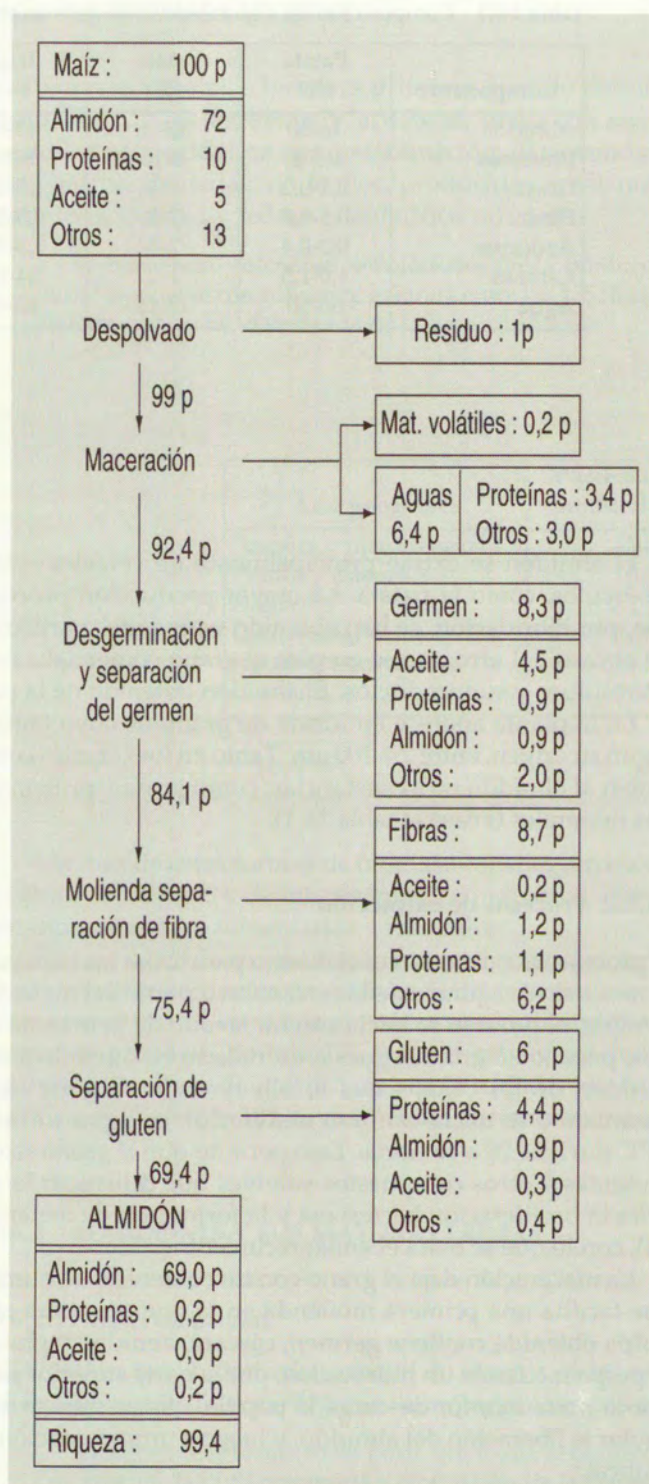 Maíz : 100 p
Almidón : 72
Proteínas : 10
Aceite : 5
Otros : 13
Despolvado
Residuo : 1p
99 p
Mat. volátiles : 0,2 p
Maceración
Aguas
6,4 p
Proteínas : 3,4 p
Otros : 3,0 p
92,4 p
Desgerminación
y separación
del germen
Germen : 8,3 p
Aceite : 4,5 p
Proteínas : 0,9 p
Almidón : 0,9 p
Otros : 2,0 p
84,1 p
Molienda sepa-
ración de fibra
Fibras : 8,7 p
Aceite : 0,2 p
Almidón : 1,2 p
Proteínas : 1,1 p
Otros : 6,2 p
75,4 p
Separación de
gluten
Gluten : 6 p
Proteínas : 4,4 p
Almidón : 0,9 p
Aceite : 0,3 p
Otros : 0,4 p
69,4 p
ALMIDÓN
Almidón : 69,0 p
Proteínas : 0,2 p
Aceite : 0,0 p
Otros : 0,2 p
Riqueza : 99,4